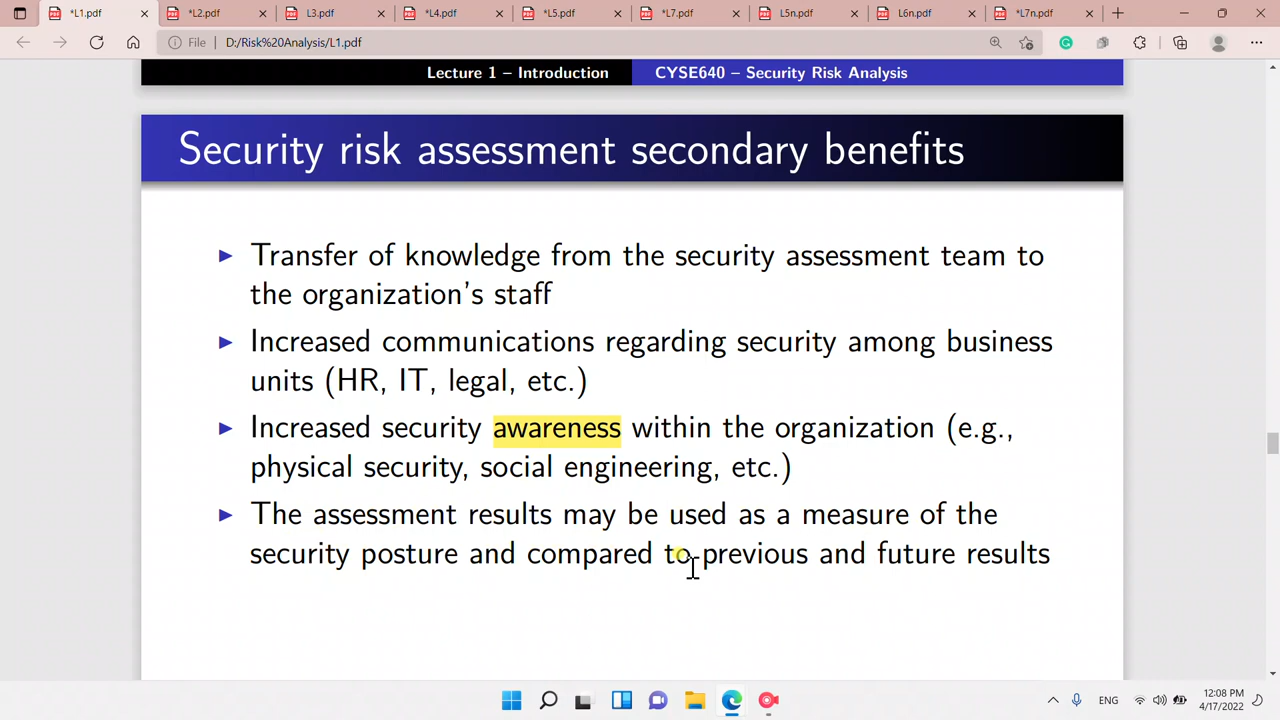 *L1.pdf *L2.pdf L3.pdf *L4.pdf *L5.pdf *L7.pdf L5n.pdf L6n.pdf *L7n.pdf
File D:/Risk%20Analysis/L1.pdf
Lecture 1 – Introduction CYSE640 – Security Risk Analysis
Security risk assessment secondary benefits
Transfer of knowledge from the security assessment team to
the organization's staff
Increased communications regarding security among business
units (HR, IT, legal, etc.)
Increased security awareness within the organization (e.g.,
physical security, social engineering, etc.)
The assessment results may be used as a measure of the
security posture and compared to previous and future results
ENG
12:08 PM
4/17/2022